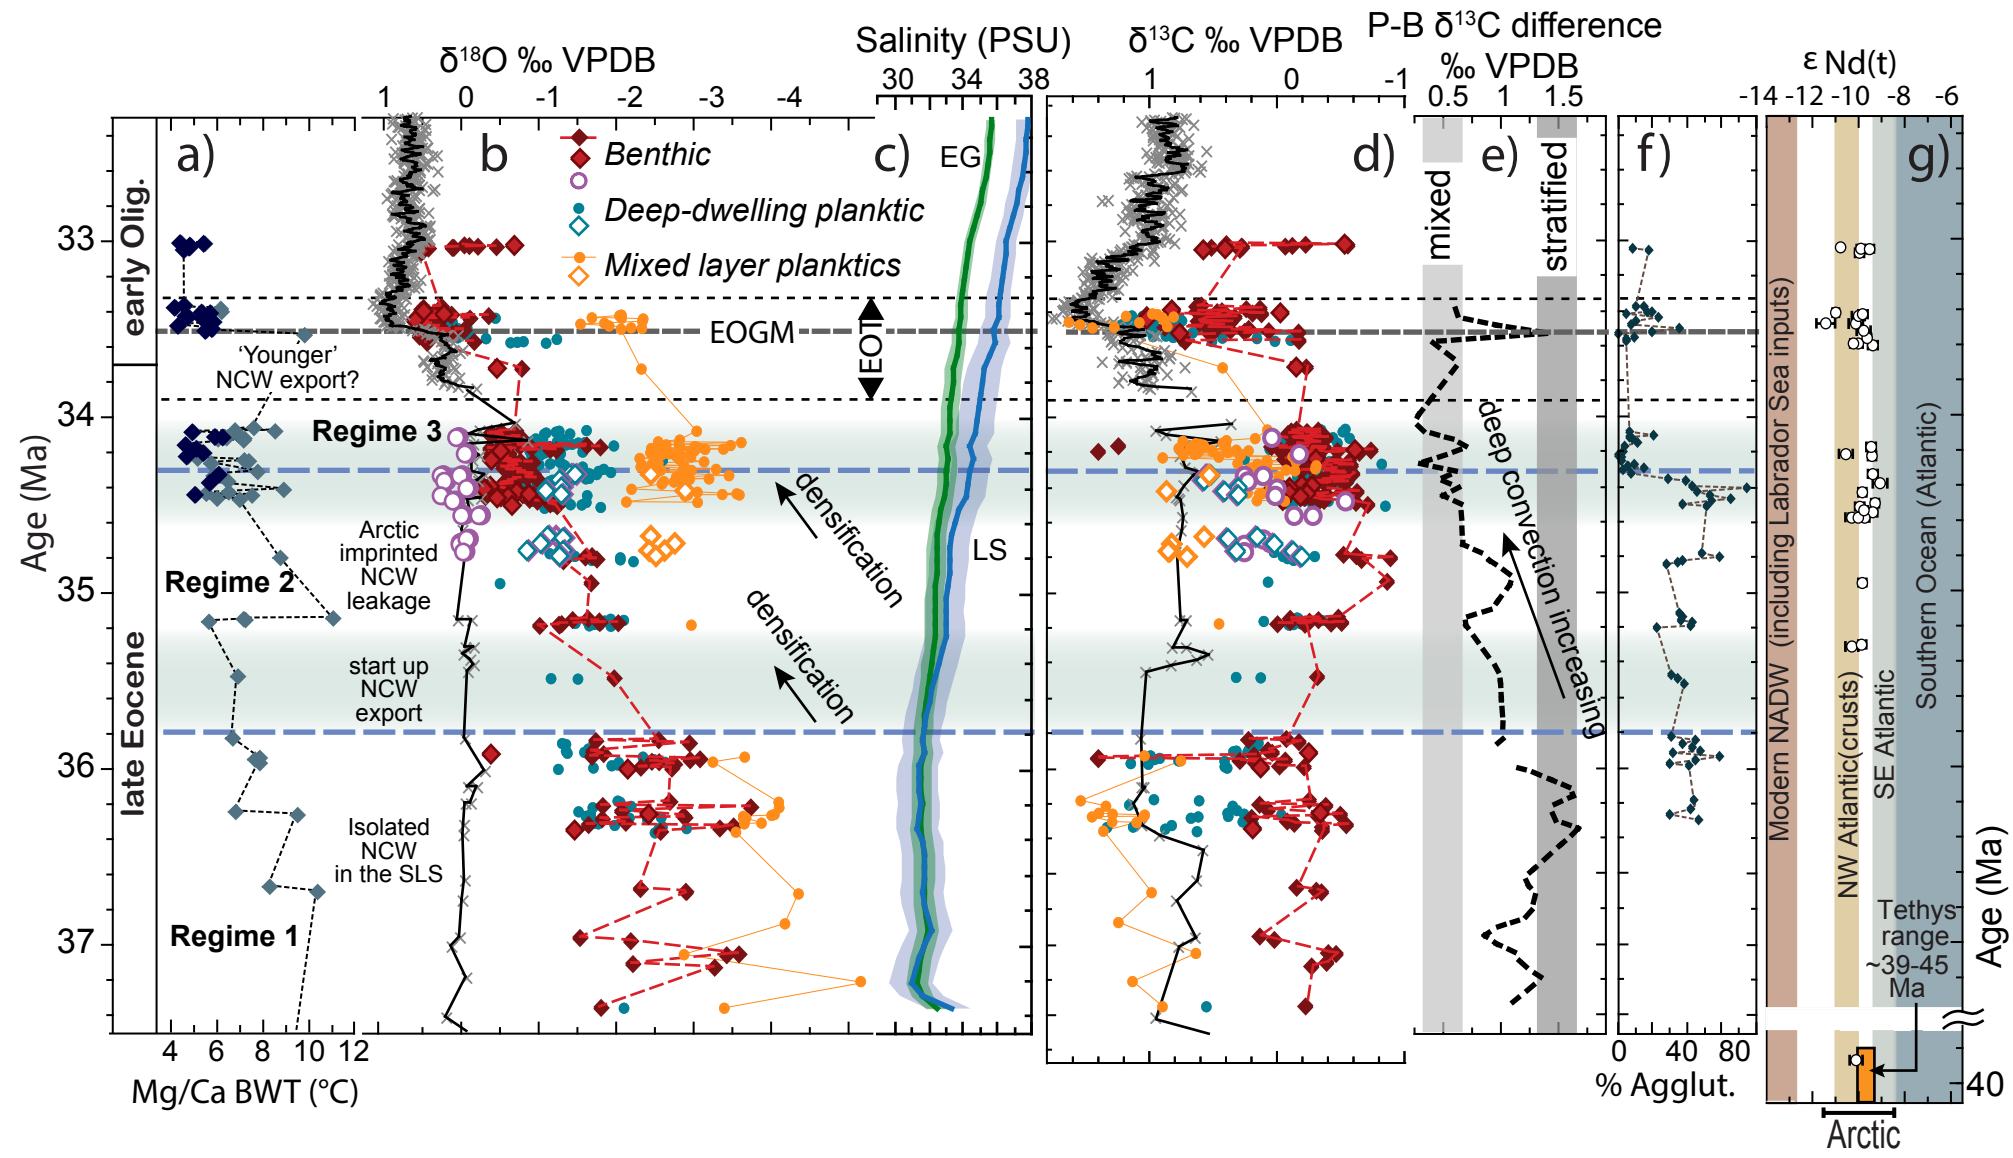 δ18O ‰ VPDB
Salinity (PSU)
δ13C ‰ VPDB
P-B δ13C difference
‰ VPDB
ε Nd(t)
1 0 -1 -2 -3 -4
30 34 38
1 0 -1
0.5 1 1.5
-14 -12 -10 -8 -6
a)
b
c)
d)
e)
f)
g)
Benthic
Deep-dwelling planktic
Mixed layer planktics
EG
LS
mixed
stratified
early Olig.
late Eocene
Age (Ma)
33
34
35
36
37
EOGM
EOT
'Younger'
NCW export?
Regime 3
Arctic
imprinted
NCW
leakage
Regime 2
start up
NCW
export
Isolated
NCW
in the SLS
Regime 1
densification
densification
deep convection increasing
Modern NADW (including Labrador Sea inputs)
NW Atlantic(crusts)
SE Atlantic
Southern Ocean (Atlantic)
Tethys
range
~39-45
Ma
Age (Ma)
40
4 6 8 10 12
Mg/Ca BWT (°C)
0 40 80
% Agglut.
Arctic